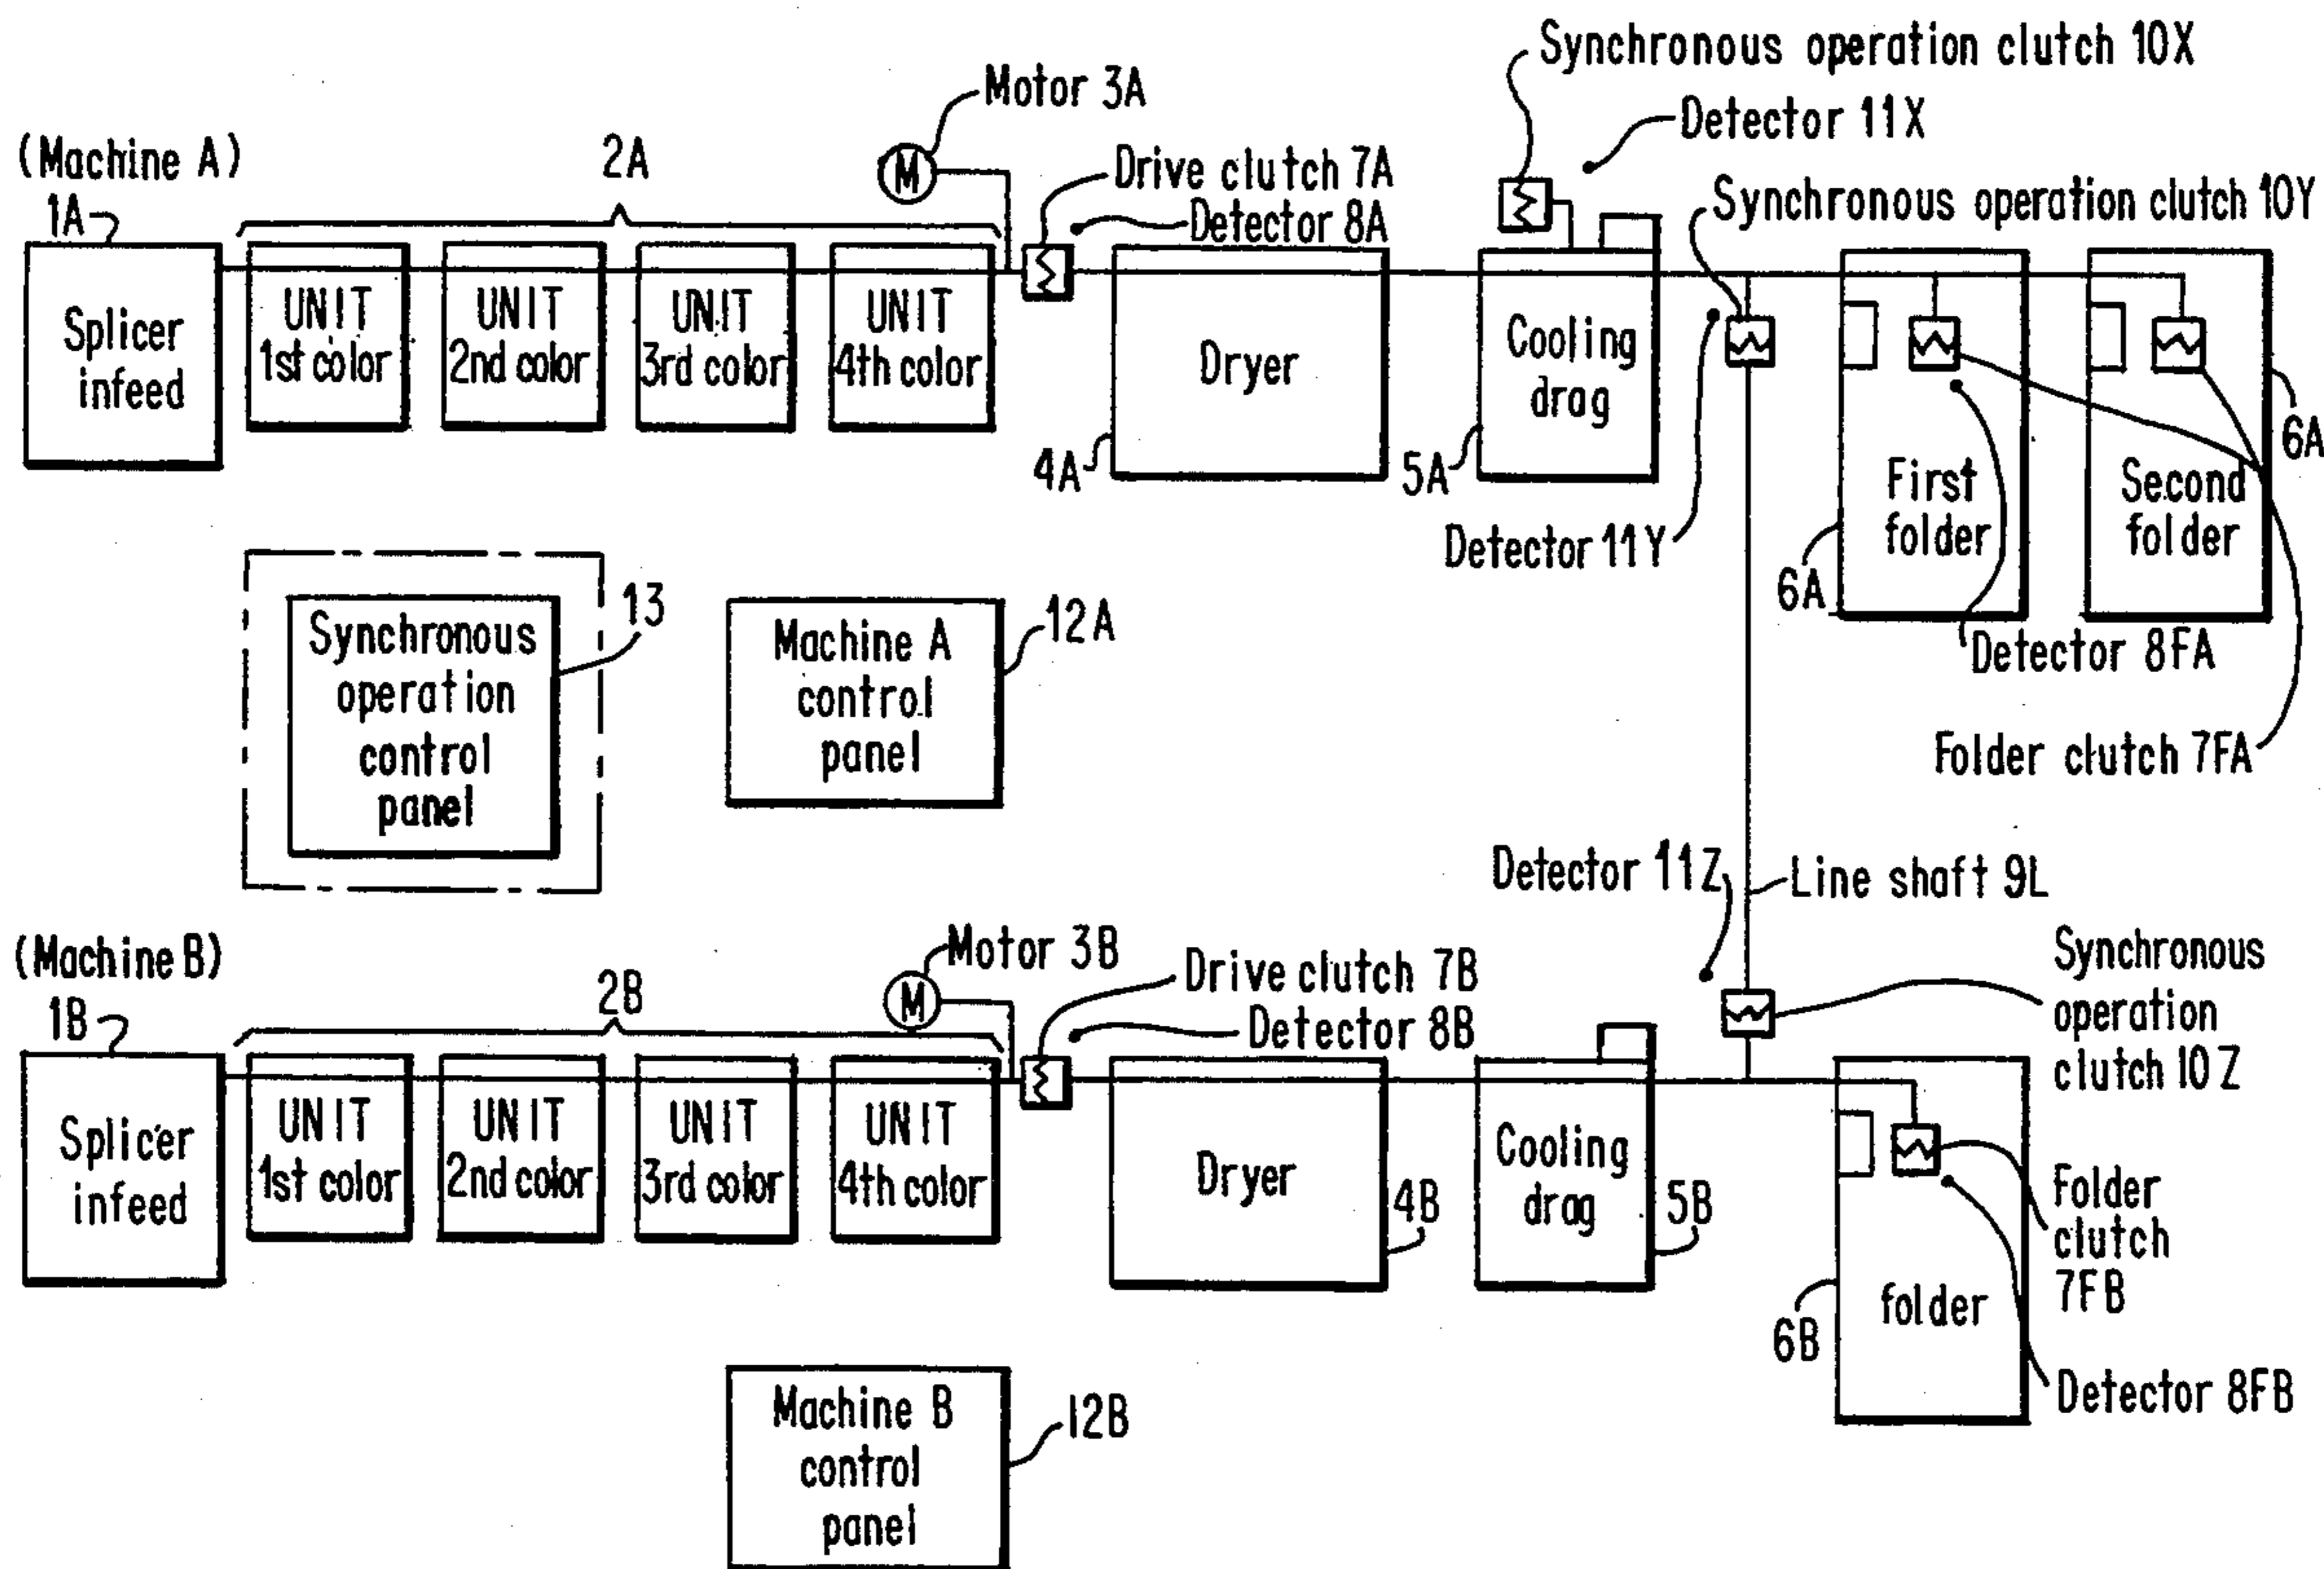 Synchronous operation clutch 10X
Motor 3A
Detector 11X
(Machine A)
2A
Drive clutch 7A
Synchronous operation clutch 10Y
1A
Detector 8A
M
Splicer
infeed
UNIT
1st color
UNIT
2nd color
UNIT
3rd color
UNIT
4th color
Dryer
Cooling
drag
4A
5A
First
folder
Second
folder
6A
Detector 11Y
6A
Detector 8FA
Folder clutch 7FA
Synchronous
operation
control
panel
13
Machine A
control
panel
12A
Detector 11Z
Line shaft 9L
(Machine B)
Motor 3B
2B
M
Drive clutch 7B
Synchronous
operation
clutch 10Z
1B
Detector 8B
Splicer
infeed
UNIT
1st color
UNIT
2nd color
UNIT
3rd color
UNIT
4th color
Dryer
4B
Cooling
drag
5B
Folder
clutch
7FB
folder
6B
Detector 8FB
Machine B
control
panel
12B